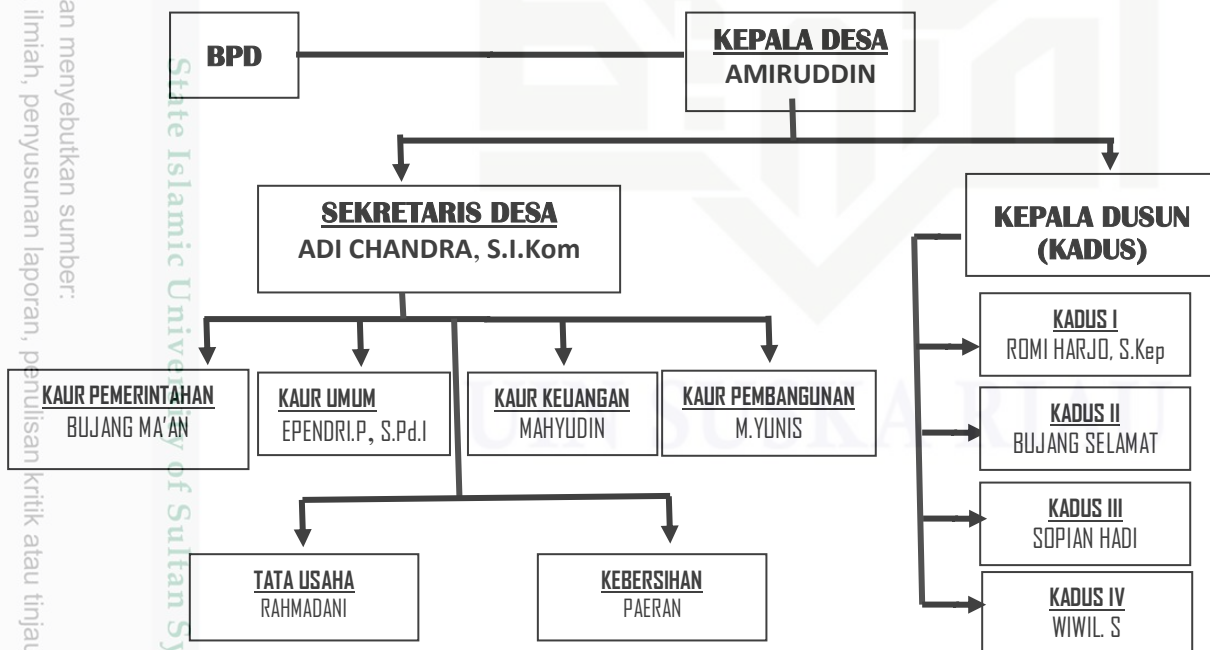 BPD
KEPALA DESA
AMIRUDDIN
SEKRETARIS DESA
ADI CHANDRA, S.I.Kom
KEPALA DUSUN
(KADUS)
KAUR PEMERINTAHAN
BUJANG MA'AN
KAUR UMUM
EPENDRI.P, S.Pd.I
KAUR KEUANGAN
MAHYUDIN
KAUR PEMBANGUNAN
M.YUNIS
KADUS I
ROMI HARJO, S.Kep
KADUS II
BUJANG SELAMAT
KADUS III
SOPIAN HADI
KADUS IV
WIWIL. S
TATA USAHA
RAHMADANI
KEBERSIHAN
PAERAN
menyebutkan sumber:
ilmiah, penyusunan laporan, penulisan kritik atau
State Islamic University of Sultan
UIN SUSKA RIAU